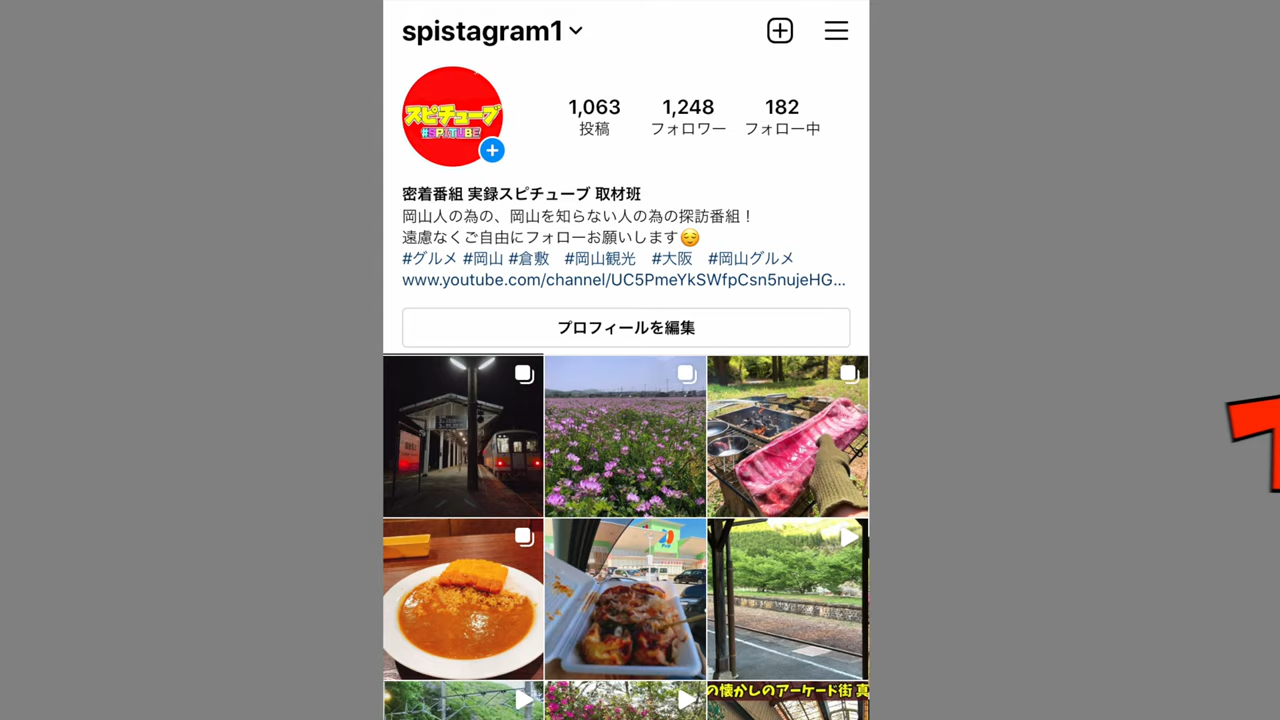 spistagram1
スピチューブ
#SPITUBE
1,063
投稿
1,248
フォロワー
182
フォロー中
密着番組 実録スピチューブ 取材班
岡山人の為の、岡山を知らない人の為の探訪番組！
遠慮なくご自由にフォローお願いします😌
#グルメ #岡山 #倉敷　#岡山観光　#大阪　#岡山グルメ
www.youtube.com/channel/UC5PmeYkSWfpCsn5nujeHG...
プロフィールを編集
の懐かしのアーケード街 真